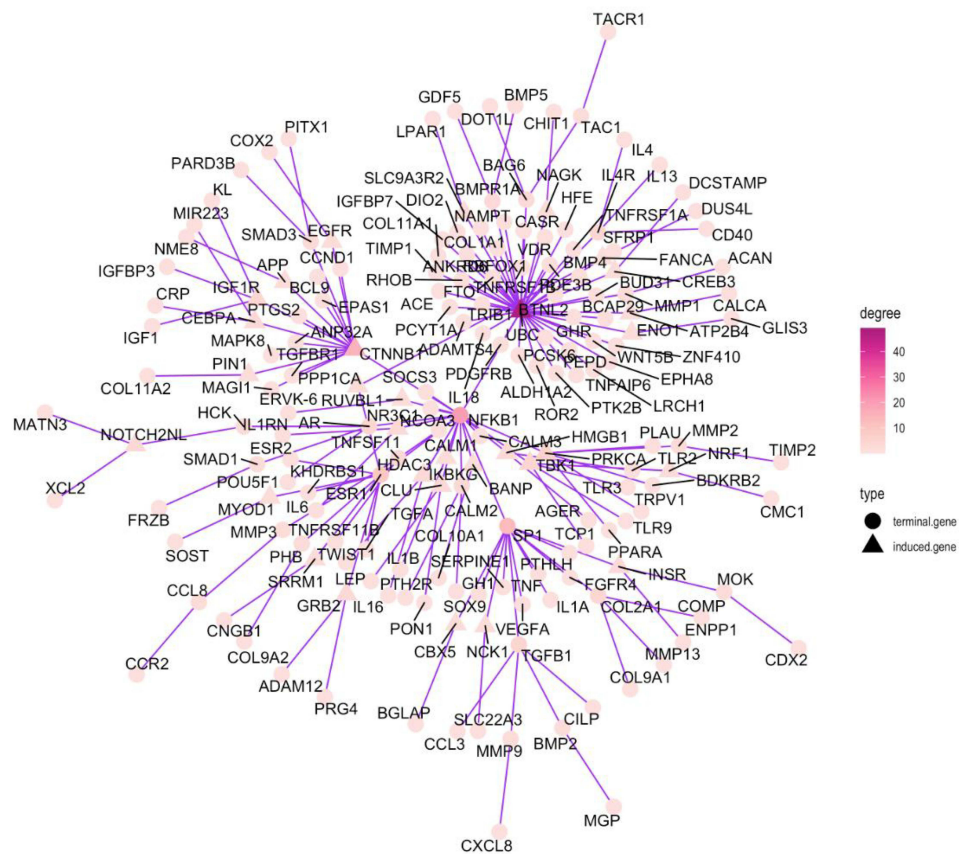 TACR1
GDF5
BMP5
DOT1L
CHIT1
LPAR1
TAC1
PITX1
COX2
PARD3B
IL4
BAG6
NAGK
IL4R
IL13
SLC9A3R2
BMPR1A
HFE
DCSTAMP
KL
IGFBP7
DIO2
NAMPT
CASR
TNFRSF1A
DUS4L
MIR223
COL11A1
SMAD3
EGFR
COL1A1
VDR
SFRP1
CD40
NME8
CCND1
TIMP1
BMP4
FANCA
ACAN
APP
RHOB
BUD31
CREB3
IGFBP3
IGF1R
BCL9
FTO
TNFRSF1B
PDE3B
EPAS1
ACE
BTNL2
BCAP29
MMP1
CALCA
CRP
CEBPA
PTGS2
TRIB1
GLIS3
ANP32A
PCYT1A
UBC
GHR
ENO1
ATP2B4
IGF1
MAPK8
TGFBR1
CTNNB1
ADAMTS4
PCSK6
PEPD
WNT5B
ZNF410
PIN1
PPP1CA
SOCS3
PDGFRB
EPHA8
COL11A2
MAGI1
ALDH1A2
TNFAIP6
ERVK-6
RUVBL1
IL18
ROR2
PTK2B
LRCH1
MATN3
HCK
IL1RN
AR
NR3C1
NCOA2
NFKB1
NOTCH2NL
TNFSF11
CALM1
CALM3
HMGB1
PLAU
MMP2
ESR2
PRKCA
TLR2
NRF1
TIMP2
SMAD1
KHDRBS1
HDAC3
IKBKG
TBK1
BDKRB2
XCL2
POU5F1
ESR1
CLU
BANP
TLR3
TRPV1
FRZB
MYOD1
IL6
CALM2
AGER
CMC1
TGFA
TNFRSF11B
TLR9
SOST
MMP3
COL10A1
SP1
TCP1
PHB
TWIST1
IL1B
SERPINE1
PTHLH
PPARA
INSR
CCL8
SRRM1
LEP
PTH2R
GH1
TNF
FGFR4
MOK
GRB2
IL16
SOX9
IL1A
COL2A1
COMP
CNGB1
PON1
VEGFA
ENPP1
CCR2
COL9A2
CBX5
NCK1
TGFB1
MMP13
CDX2
ADAM12
COL9A1
PRG4
BGLAP
SLC22A3
CILP
CCL3
MMP9
BMP2
MGP
CXCL8
degree
40
30
20
10
type
terminal.gene
induced.gene